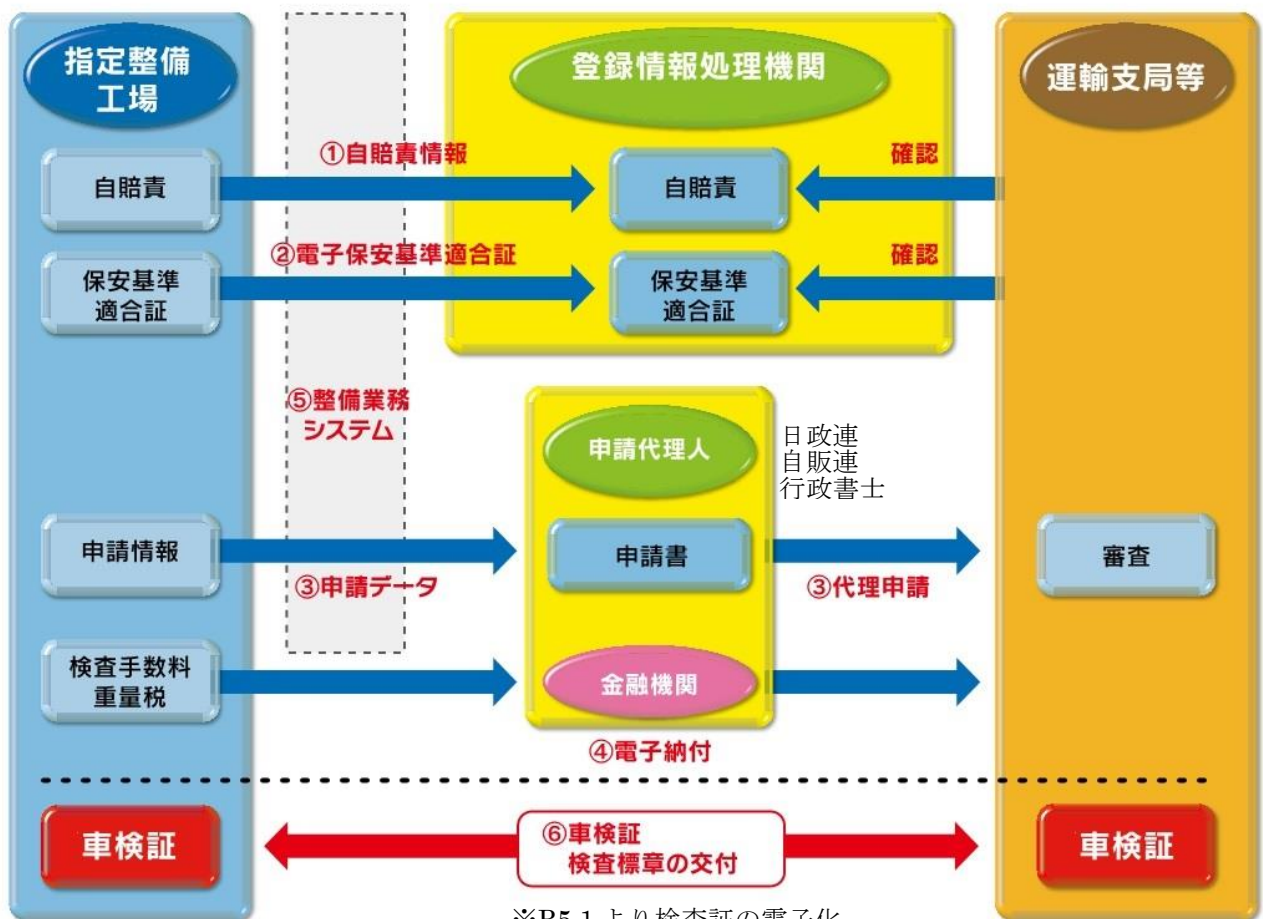 指定整備
工場
登録情報処理機関
運輸支局等
①自賠責情報
確認
自賠責
自賠責
②電子保安基準適合証
確認
保安基準
適合証
保安基準
適合証
⑤整備業務
システム
申請代理人
日政連
自販連
行政書士
申請情報
申請書
審査
③申請データ
③代理申請
検査手数料
重量税
金融機関
④電子納付
車検証
⑥車検証
検査標章の交付
車検証
※R5.1より検査証の電子化